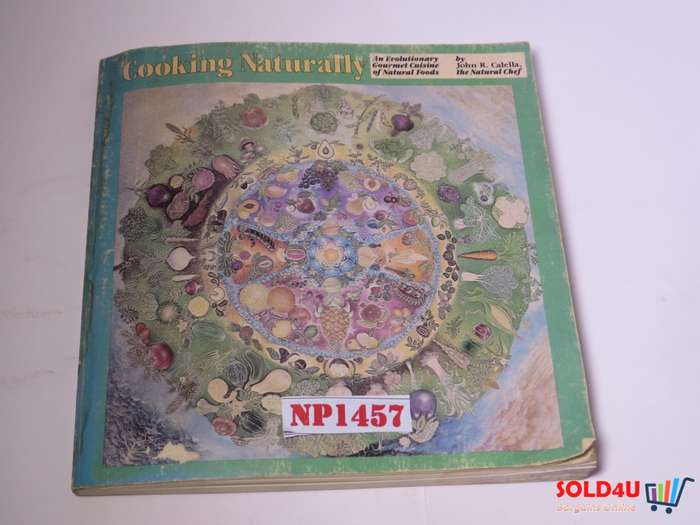 Cooking Naturally
An Evolutionary
Gourmet Cuisine
of Natural Foods
by
John R. Calella,
the Natural Chef
NP1457
SOLD4U
Bargains Online